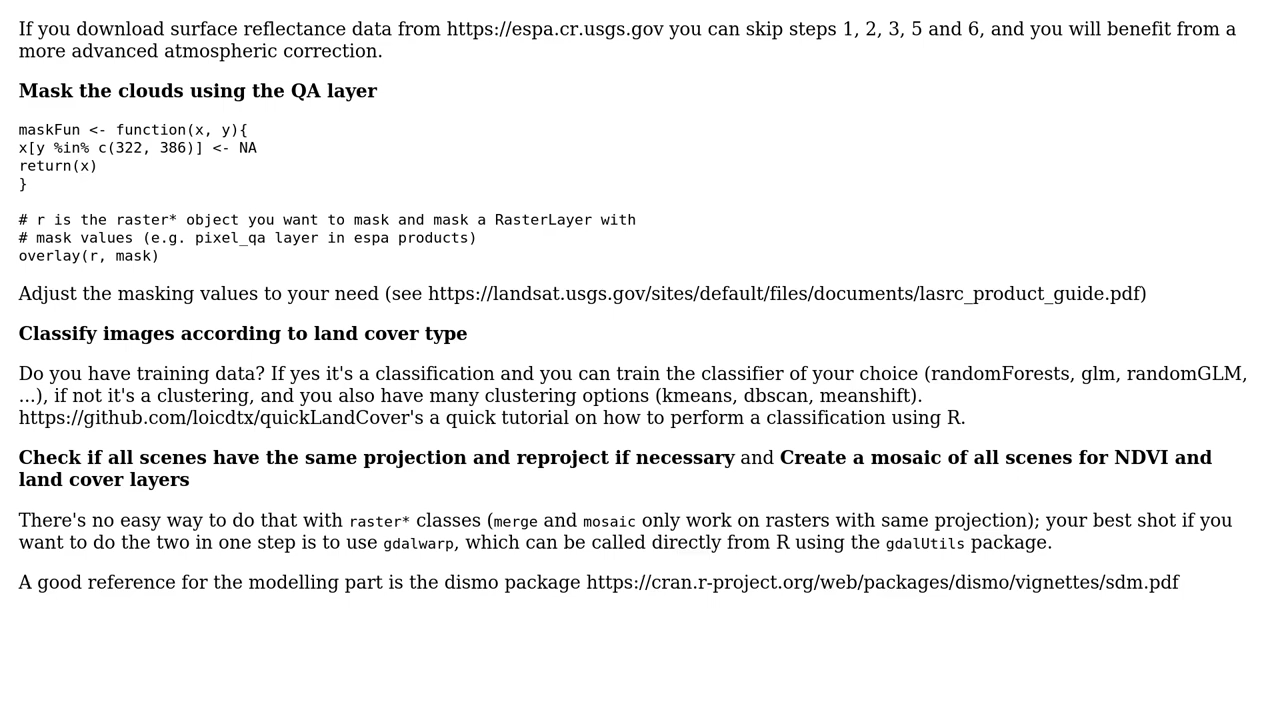 If you download surface reflectance data from https://espa.cr.usgs.gov you can skip steps 1, 2, 3, 5 and 6, and you will benefit from a
more advanced atmospheric correction.
Mask the clouds using the QA layer
maskFun <- function(x, y){
x[y %in% c(322, 386)] <- NA
return(x)
}
# r is the raster* object you want to mask and mask a RasterLayer with
# mask values (e.g. pixel_qa layer in espa products)
overlay(r, mask)
Adjust the masking values to your need (see https://landsat.usgs.gov/sites/default/files/documents/lasrc_product_guide.pdf)
Classify images according to land cover type
Do you have training data? If yes it's a classification and you can train the classifier of your choice (randomForests, glm, randomGLM,
...), if not it's a clustering, and you also have many clustering options (kmeans, dbscan, meanshift).
https://github.com/loicdtx/quickLandCover's a quick tutorial on how to perform a classification using R.
Check if all scenes have the same projection and reproject if necessary and Create a mosaic of all scenes for NDVI and
land cover layers
There's no easy way to do that with raster* classes (merge and mosaic only work on rasters with same projection); your best shot if you
want to do the two in one step is to use gdalwarp, which can be called directly from R using the gdalUtils package.
A good reference for the modelling part is the dismo package https://cran.r-project.org/web/packages/dismo/vignettes/sdm.pdf